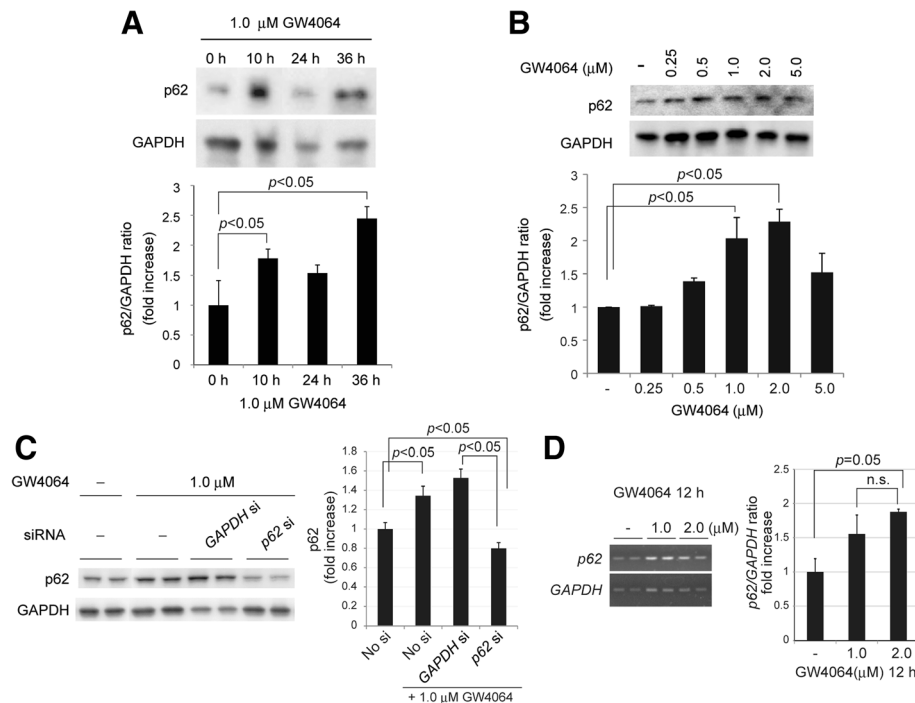 A
1.0 μM GW4064
0 h 10 h 24 h 36 h
p62
GAPDH
p<0.05
p<0.05
p62/GAPDH ratio
(fold increase)
3
2.5
2
1.5
1
0.5
0
0 h 10 h 24 h 36 h
1.0 μM GW4064
B
GW4064 (μM) - 0.25 0.5 1.0 2.0 5.0
p62
GAPDH
p<0.05
p<0.05
p62/GAPDH ratio
(fold increase)
3
2.5
2
1.5
1
0.5
0
- 0.25 0.5 1.0 2.0 5.0
GW4064 (μM)
C
GW4064 – 1.0 μM
siRNA – – GAPDH si p62 si
p62
GAPDH
p<0.05
p<0.05 p<0.05
p62
(fold increase)
1.8
1.6
1.4
1.2
1.0
0.8
0.6
0.4
0.2
0
No si No si GAPDH si p62 si
+ 1.0 μM GW4064
D
GW4064 12 h
- 1.0 2.0 (μM)
p62
GAPDH
p=0.05
n.s.
p62/GAPDH ratio
fold increase
2.5
2
1.5
1
0.5
0
- 1.0 2.0
GW4064(μM) 12 h